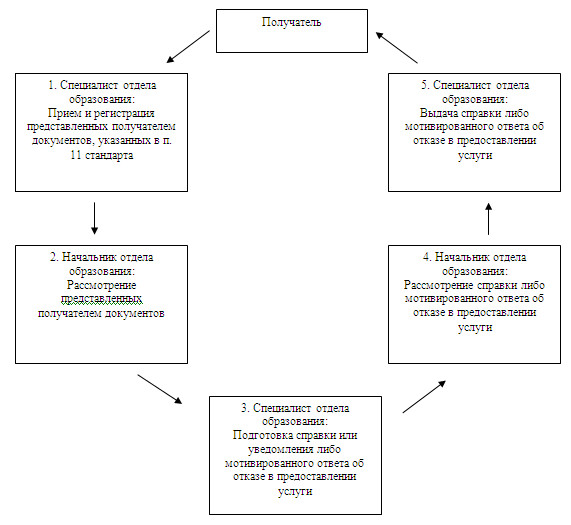 Получатель
1. Специалист отдела
образования:
Прием и регистрация
представленных получателем
документов, указанных в п.
11 стандарта
5. Специалист отдела
образования:
Выдача справки либо
мотивированного ответа об
отказе в предоставлении
услуги
2. Начальник отдела
образования:
Рассмотрение
представленных
получателем документов
4. Начальник отдела
образования:
Рассмотрение справки либо
мотивированного ответа об
отказе в предоставлении
услуги
3. Специалист отдела
образования:
Подготовка справки или
уведомления либо
мотивированного ответа об
отказе в предоставлении
услуги